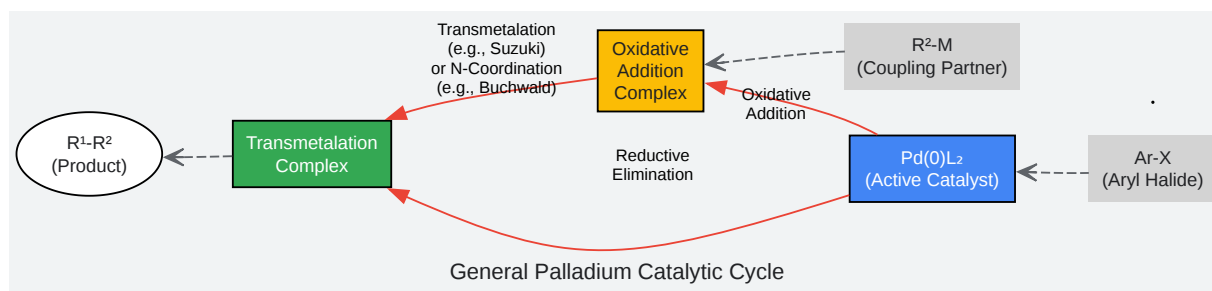 Transmetalation
(e.g., Suzuki)
or N-Coordination
(e.g., Buchwald)
Oxidative
Addition
Complex
R²-M
(Coupling Partner)
Oxidative
Addition
R¹-R²
(Product)
Transmetalation
Complex
Reductive
Elimination
Pd(0)L₂
(Active Catalyst)
Ar-X
(Aryl Halide)
.
General Palladium Catalytic Cycle